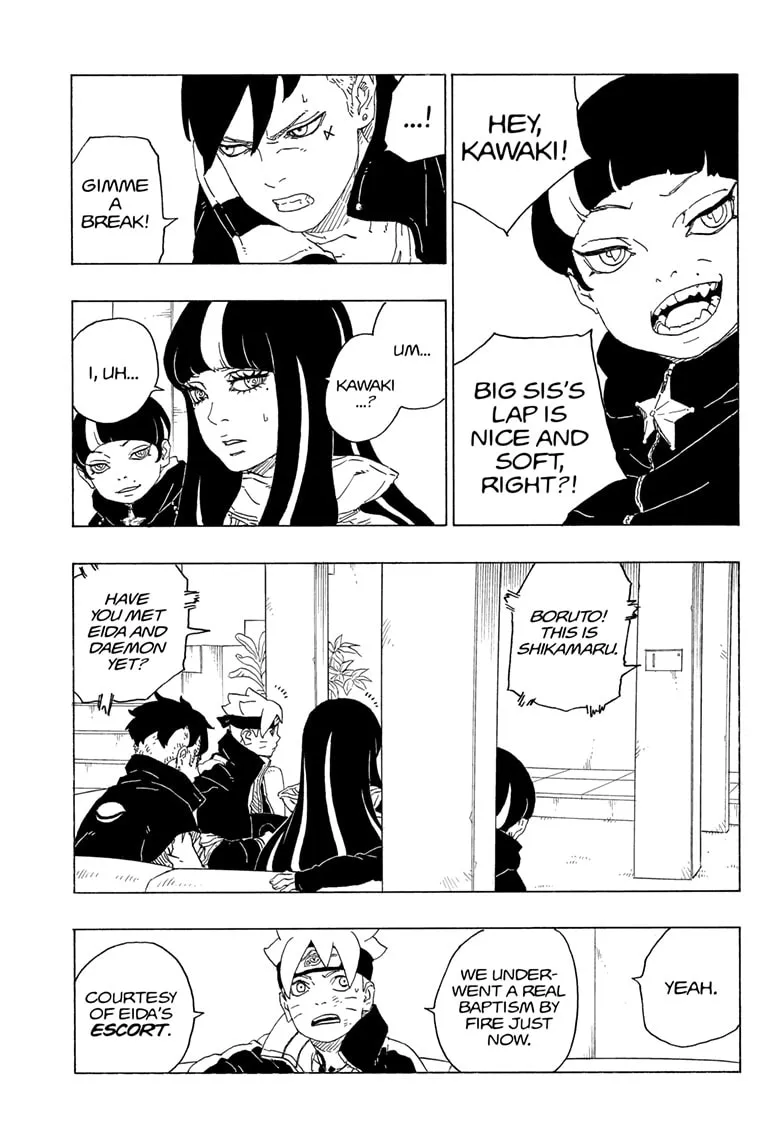 HEY,
KAWAKI!
BIG SIS'S
LAP IS
NICE AND
SOFT,
RIGHT?!
...!
GIMME
A
BREAK!
UM...
KAWAKI
...?
I, UH...
BORUTO!
THIS IS
SHIKAMARU.
HAVE
YOU MET
EIDA AND
DAEMON
YET?
YEAH.
WE UNDER-
WENT A REAL
BAPTISM BY
FIRE JUST
NOW.
COURTESY
OF EIDA'S
ESCORT.